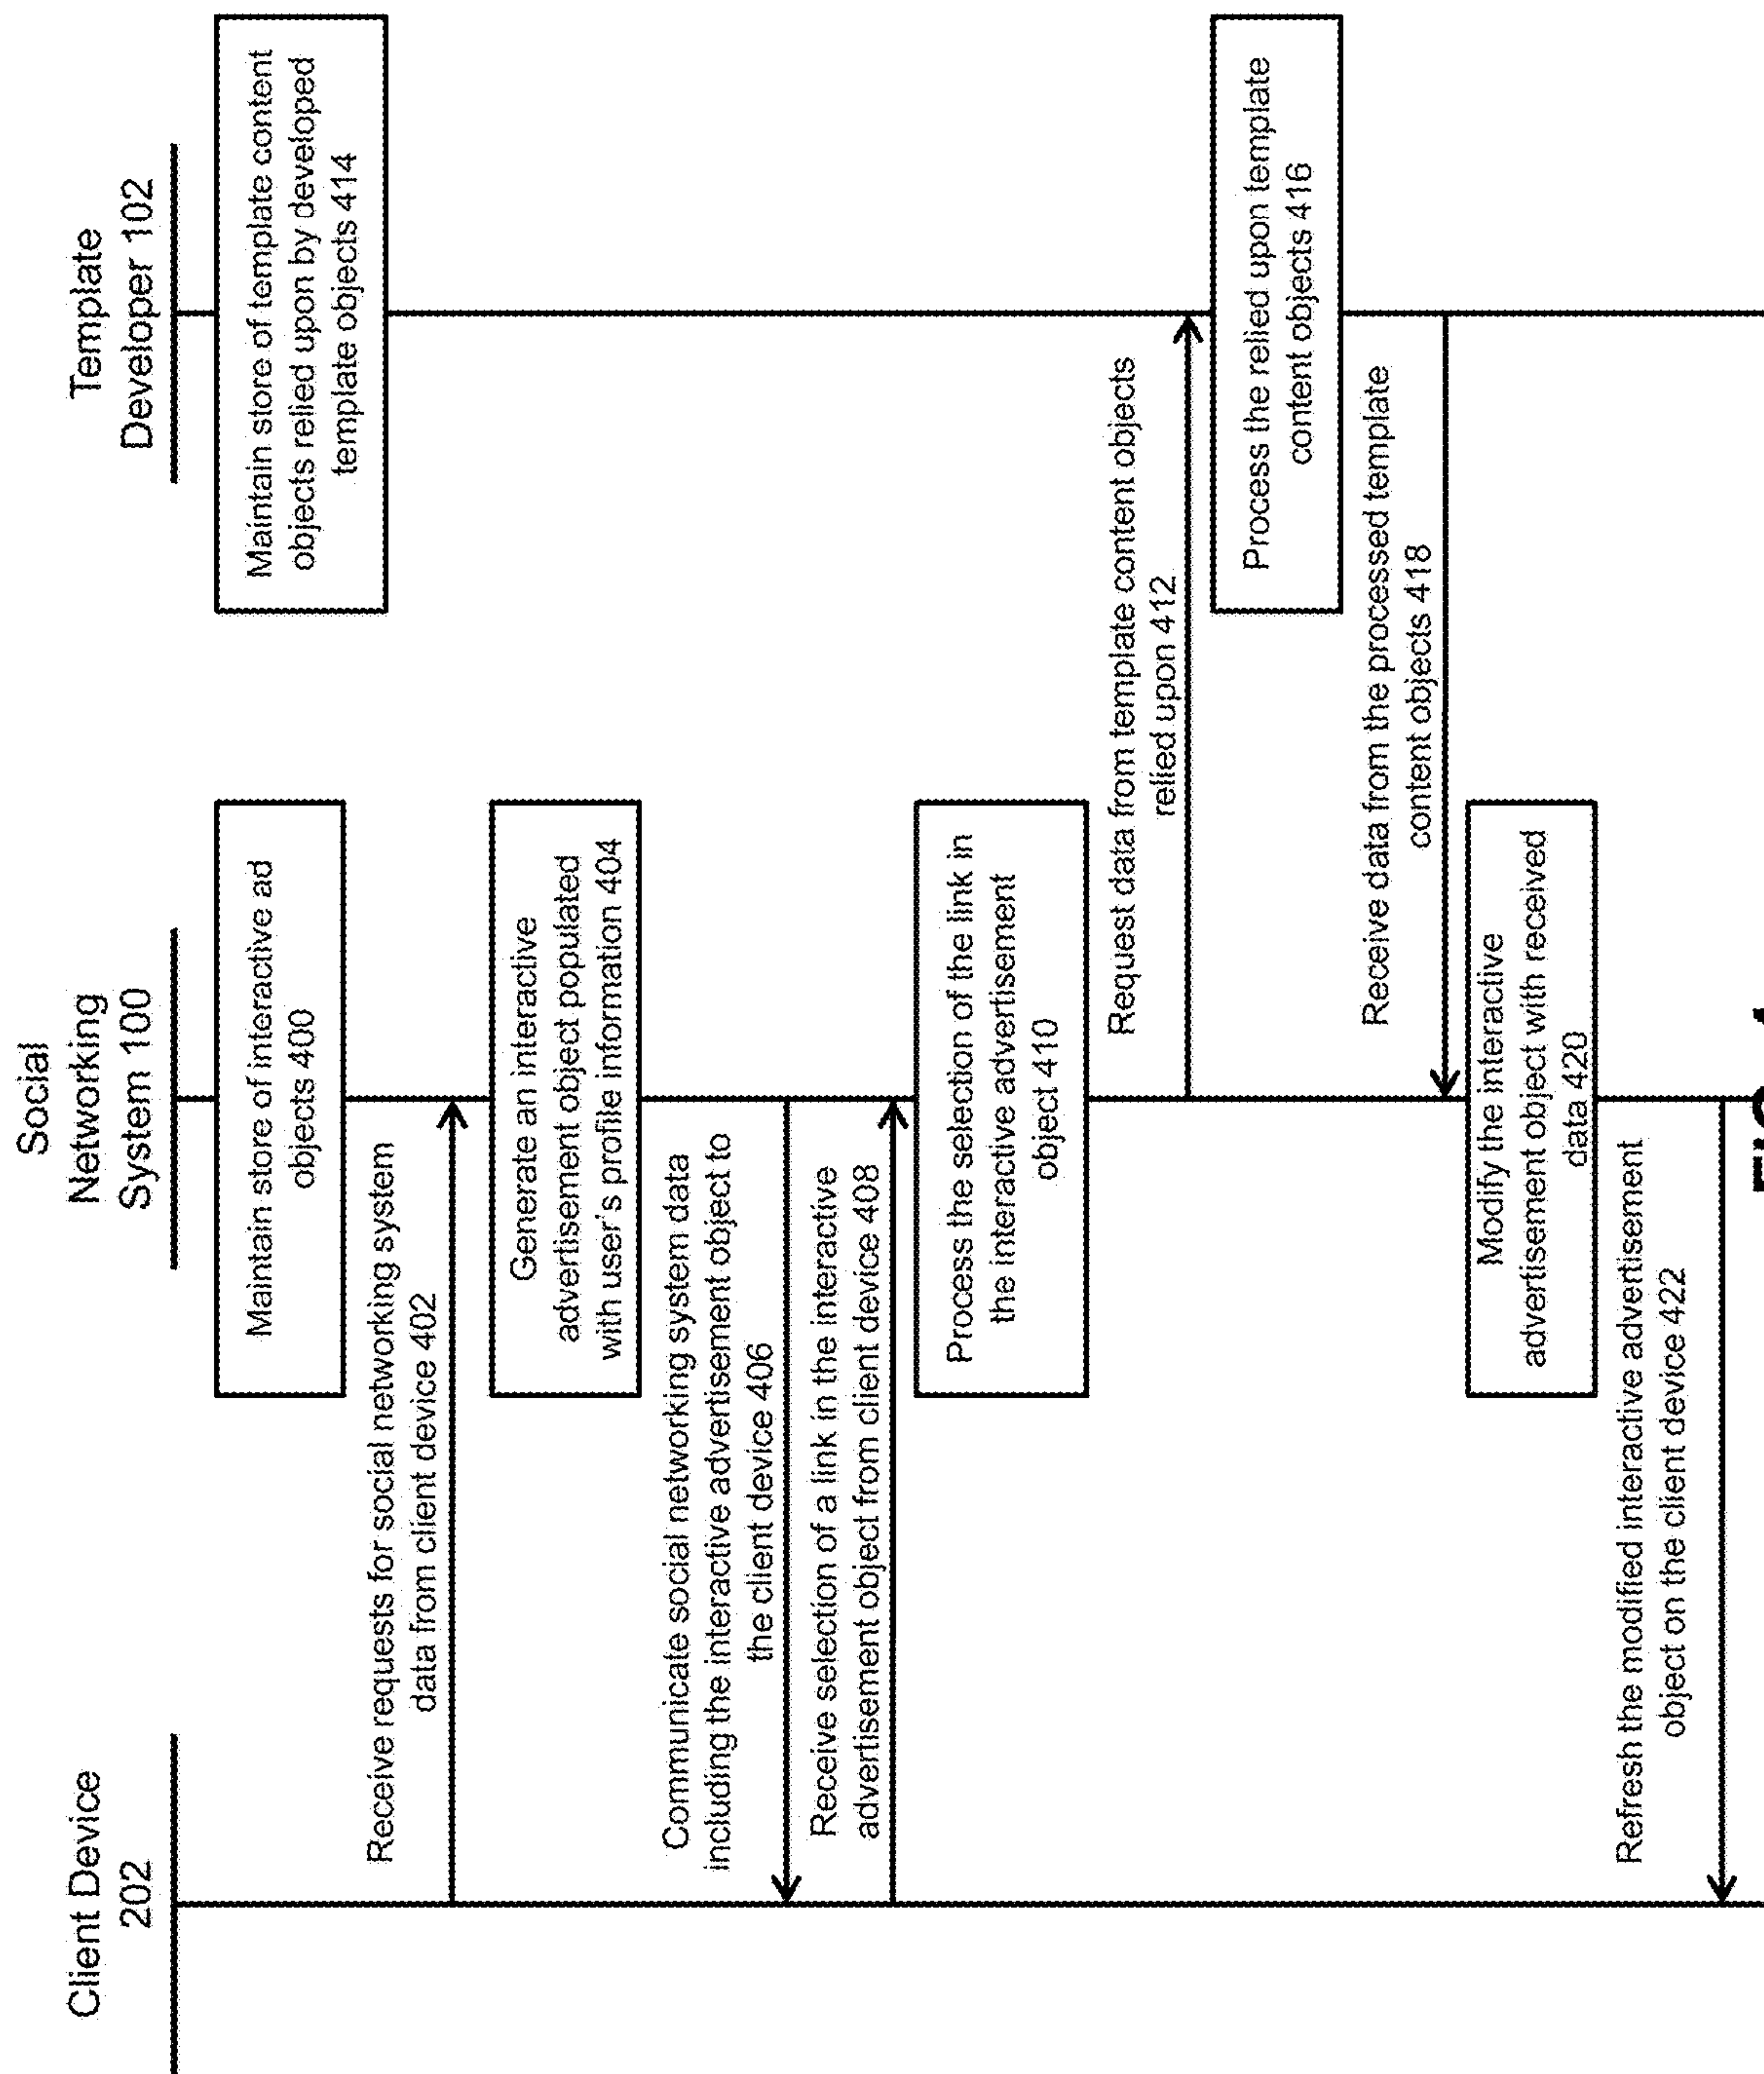 Client Device
202
Social
Networking
System 100
Template
Developer 102
Maintain store of interactive ad
objects 400
Maintain store of template content
objects relied upon by developed
template objects 414
Receive requests for social networking system
data from client device 402
Generate an interactive
advertisement object populated
with user's profile information 404
Communicate social networking system data
including the interactive advertisement object to
the client device 406
Receive selection of a link in the interactive
advertisement object from client device 408
Process the selection of the link in
the interactive advertisement
object 410
Request data from template content objects
relied upon 412
Process the relied upon template
content objects 416
Receive data from the processed template
content objects 418
Modify the interactive
advertisement object with received
data 420
Refresh the modified interactive advertisement
object on the client device 422